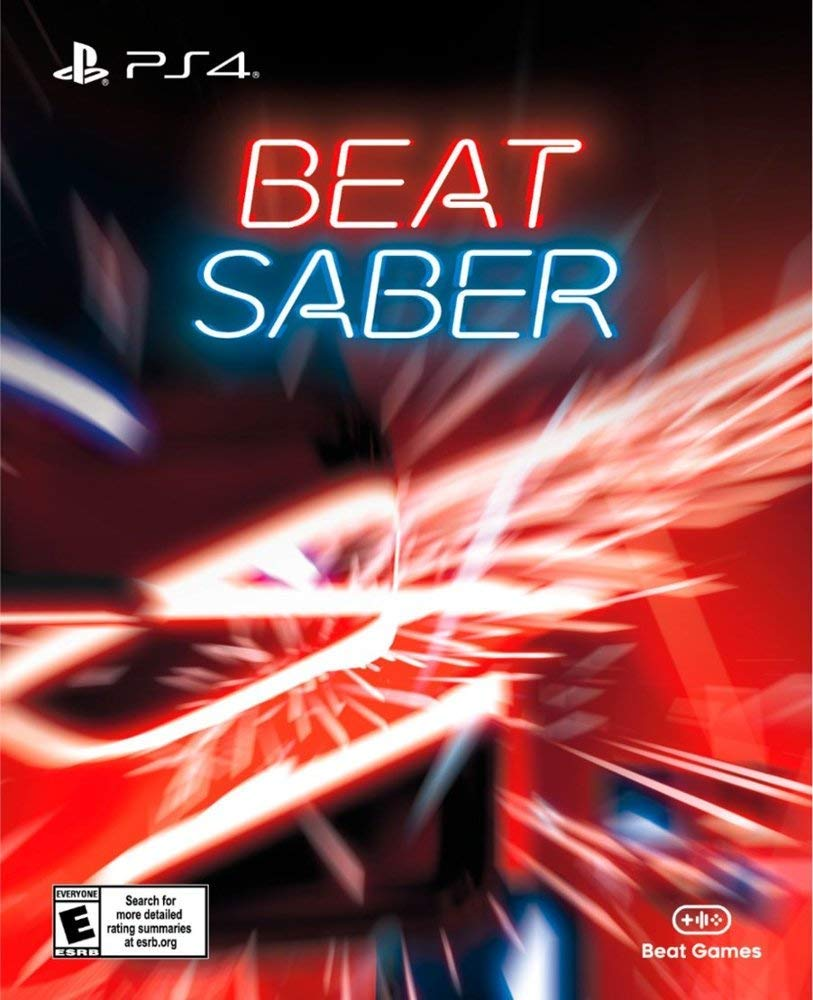 PS4
BEAT
SABER
EVERYONE
E
ESRB
Search for
more detailed
rating summaries
at esrb.org
Beat Games